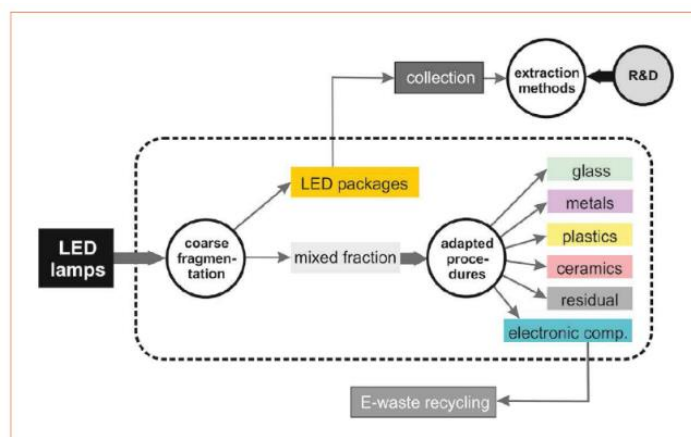 collection
extraction
methods
R&D
LED packages
glass
metals
plastics
ceramics
residual
electronic comp.
LED
lamps
coarse
fragmen-
tation
mixed fraction
adapted
proce-
dures
E-waste recycling